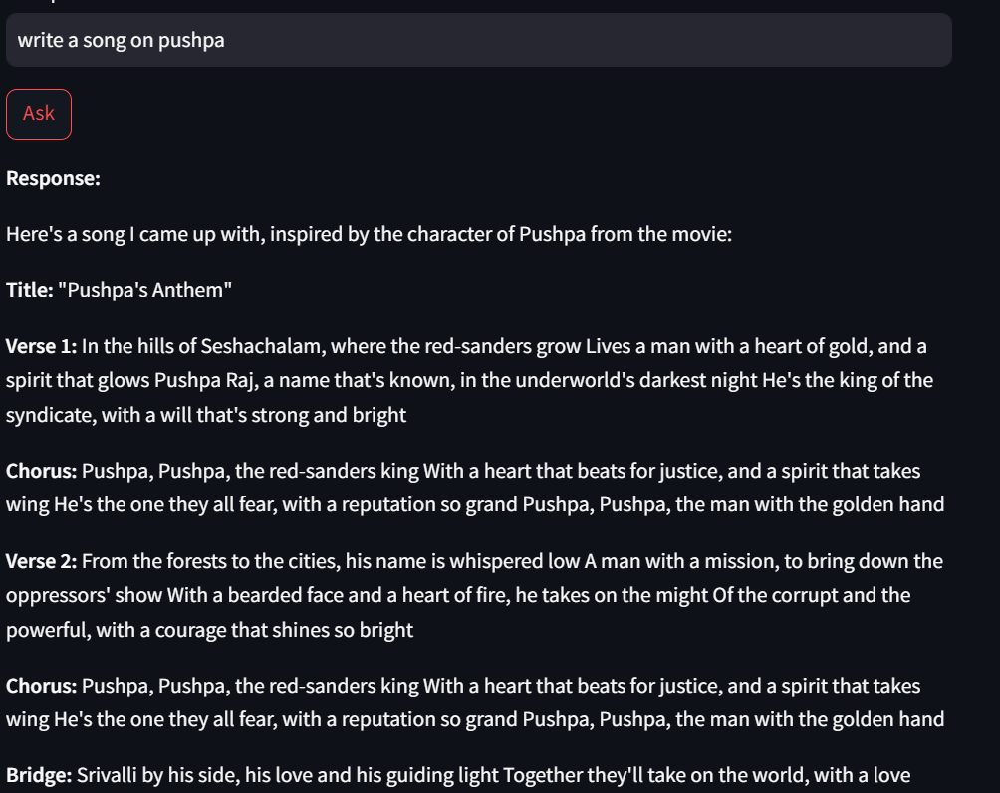 write a song on pushpa
Ask
Response:
Here's a song I came up with, inspired by the character of Pushpa from the movie:
Title: "Pushpa's Anthem"
Verse 1: In the hills of Seshachalam, where the red-sanders grow Lives a man with a heart of gold, and a
spirit that glows Pushpa Raj, a name that's known, in the underworld's darkest night He's the king of the
syndicate, with a will that's strong and bright
Chorus: Pushpa, Pushpa, the red-sanders king With a heart that beats for justice, and a spirit that takes
wing He's the one they all fear, with a reputation so grand Pushpa, Pushpa, the man with the golden hand
Verse 2: From the forests to the cities, his name is whispered low A man with a mission, to bring down the
oppressors' show With a bearded face and a heart of fire, he takes on the might Of the corrupt and the
powerful, with a courage that shines so bright
Chorus: Pushpa, Pushpa, the red-sanders king With a heart that beats for justice, and a spirit that takes
wing He's the one they all fear, with a reputation so grand Pushpa, Pushpa, the man with the golden hand
Bridge: Srivalli by his side, his love and his guiding light Together they'll take on the world, with a love